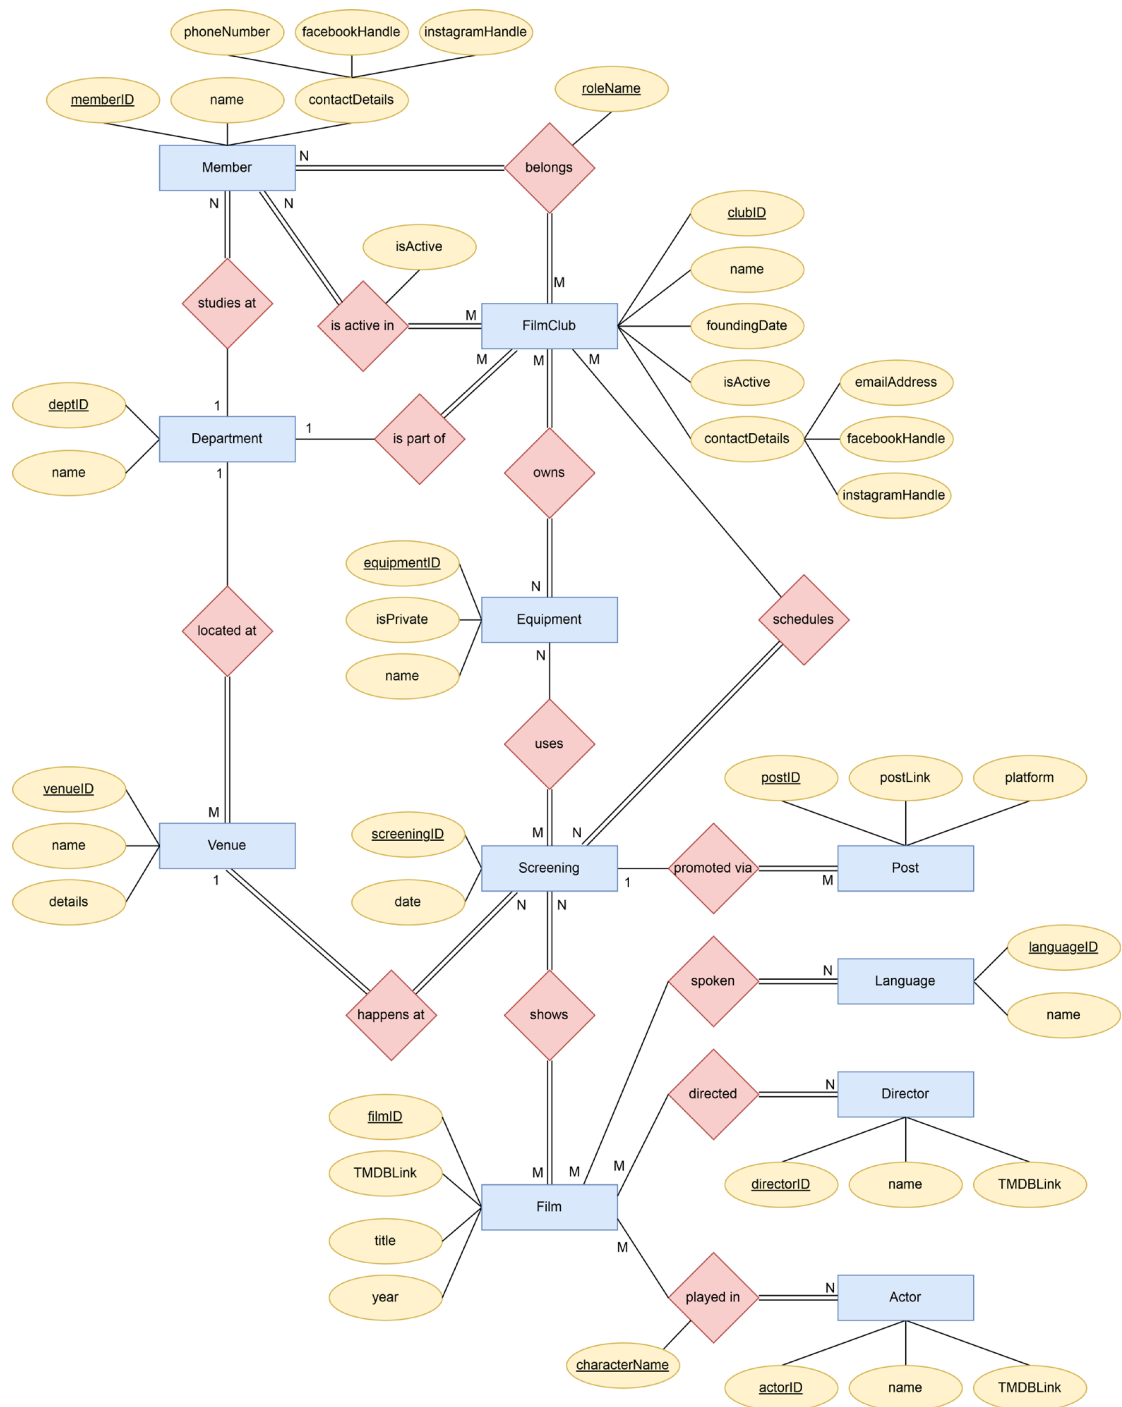 phoneNumber
facebookHandle
instagramHandle
memberID
name
contactDetails
roleName
Member
N
belongs
N
N
clubID
isActive
name
M
studies at
is active in
M
FilmClub
foundingDate
M
M
M
isActive
emailAddress
deptID
1
Department
1
is part of
contactDetails
facebookHandle
name
1
owns
instagramHandle
equipmentID
N
isPrivate
Equipment
schedules
located at
N
name
uses
venueID
postID
postLink
platform
M
screeningID
M
N
name
Venue
Screening
promoted via
Post
1
1
M
details
date
N
N
languageID
spoken
N
Language
happens at
shows
name
filmID
directed
N
Director
TMDBLink
M
M
M
directorID
name
TMDBLink
Film
title
M
year
played in
N
Actor
characterName
actorID
name
TMDBLink